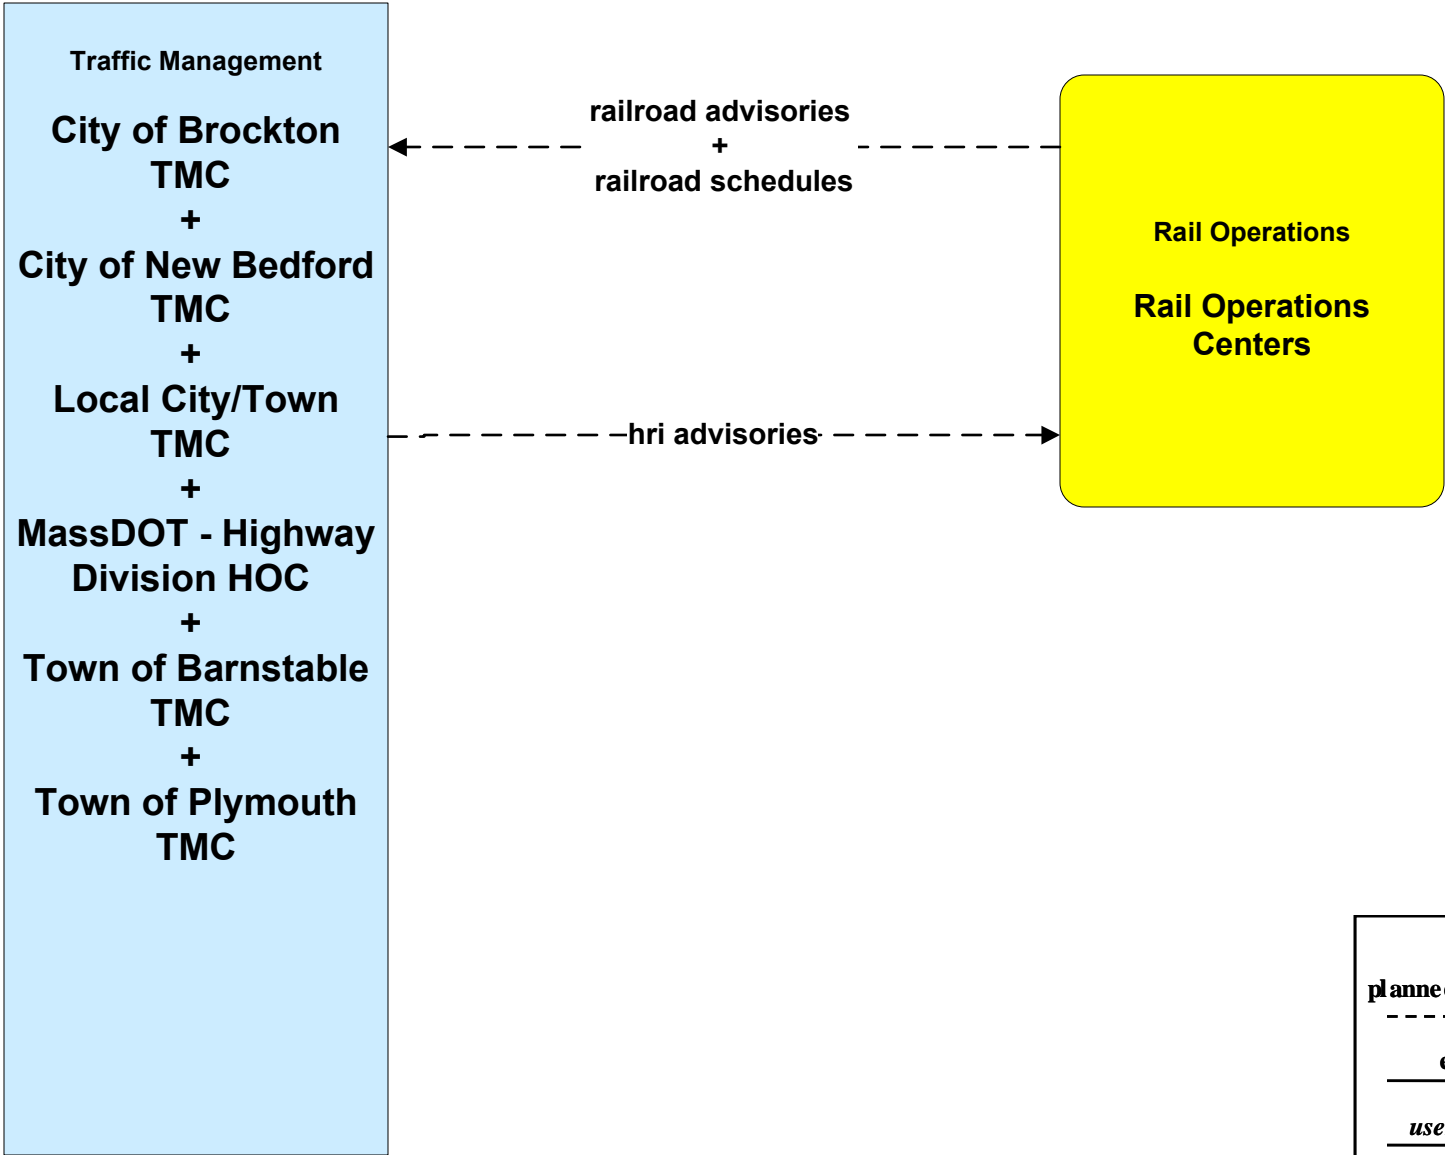 Traffic Management
City of Brockton
TMC
+
City of New Bedford
TMC
+
Local City/Town
TMC
+
MassDOT - Highway
Division HOC
+
Town of Barnstable
TMC
+
Town of Plymouth
TMC
railroad advisories
+
railroad schedules
hri advisories
Rail Operations
Rail Operations
Centers